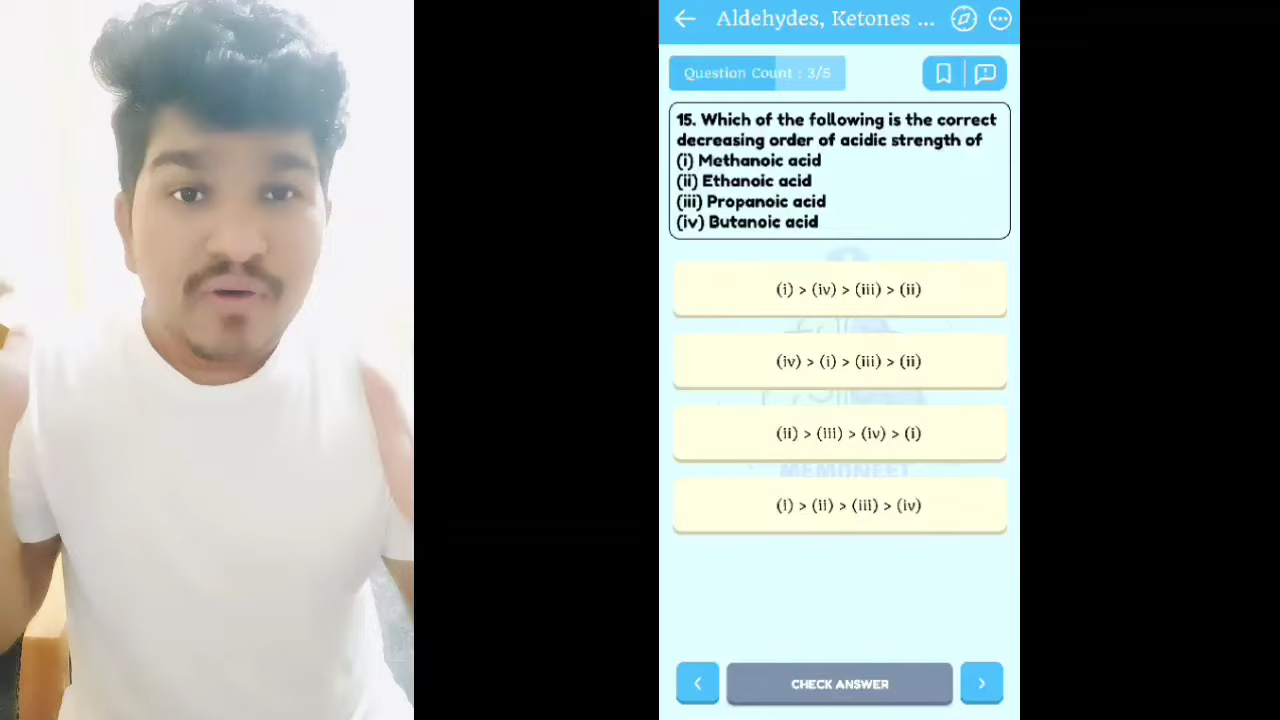 Aldehydes, Ketones ...
Question Count : 3/5
15. Which of the following is the correct
decreasing order of acidic strength of
(i) Methanoic acid
(ii) Ethanoic acid
(iii) Propanoic acid
(iv) Butanoic acid
(i) > (iv) > (iii) > (ii)
(iv) > (i) > (iii) > (ii)
(ii) > (iii) > (iv) > (i)
MEMONEET
(i) > (ii) > (iii) > (iv)
CHECK ANSWER